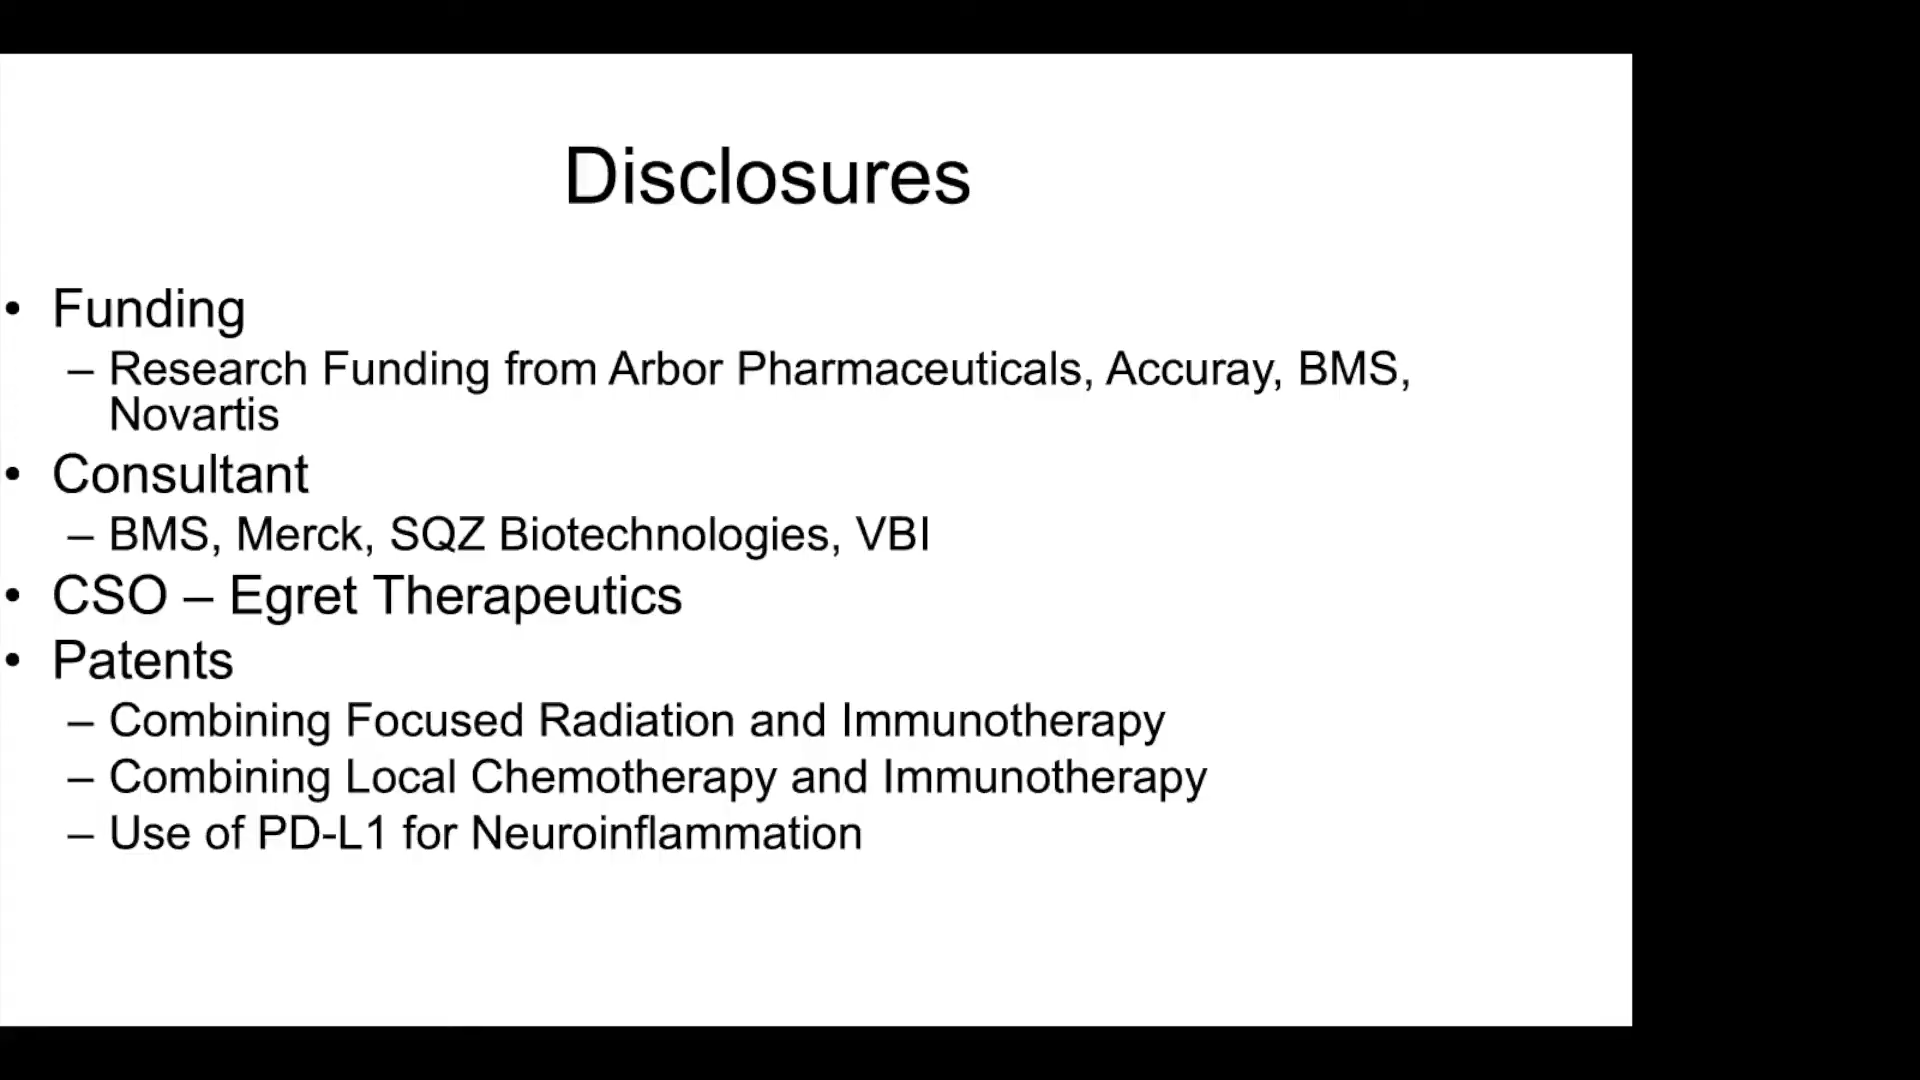 Disclosures
• Funding
– Research Funding from Arbor Pharmaceuticals, Accuray, BMS,
Novartis
• Consultant
– BMS, Merck, SQZ Biotechnologies, VBI
• CSO – Egret Therapeutics
• Patents
– Combining Focused Radiation and Immunotherapy
– Combining Local Chemotherapy and Immunotherapy
– Use of PD-L1 for Neuroinflammation